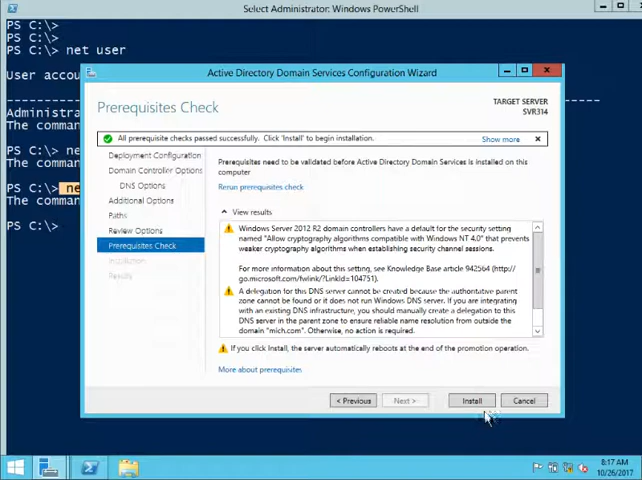 Select Administrator: Windows PowerShell
PS C:\>
PS C:\>
PS C:\> net user
User accou
Administra
The comman
PS C:\> ne
The comman
PS C:\> ne
The comman
PS C:\>
Active Directory Domain Services Configuration Wizard
Prerequisites Check
TARGET SERVER
SVR314
All prerequisite checks passed successfully. Click 'Install' to begin installation.
Show more
Deployment Configuration
Domain Controller Options
DNS Options
Additional Options
Paths
Review Options
Prerequisites Check
Installation
Results
Prerequisites need to be validated before Active Directory Domain Services is installed on this
computer
Rerun prerequisites check
View results
Windows Server 2012 R2 domain controllers have a default for the security setting
named "Allow cryptography algorithms compatible with Windows NT 4.0" that prevents
weaker cryptography algorithms when establishing security channel sessions.
For more information about this setting, see Knowledge Base article 942564 (http://
go.microsoft.com/fwlink/?LinkId=104751).
A delegation for this DNS server cannot be created because the authoritative parent
zone cannot be found or it does not run Windows DNS server. If you are integrating
with an existing DNS infrastructure, you should manually create a delegation to this
DNS server in the parent zone to ensure reliable name resolution from outside the
domain "mich.com". Otherwise, no action is required.
If you click Install, the server automatically reboots at the end of the promotion operation.
More about prerequisites
< Previous
Next >
Install
Cancel
8:17 AM
10/26/2017